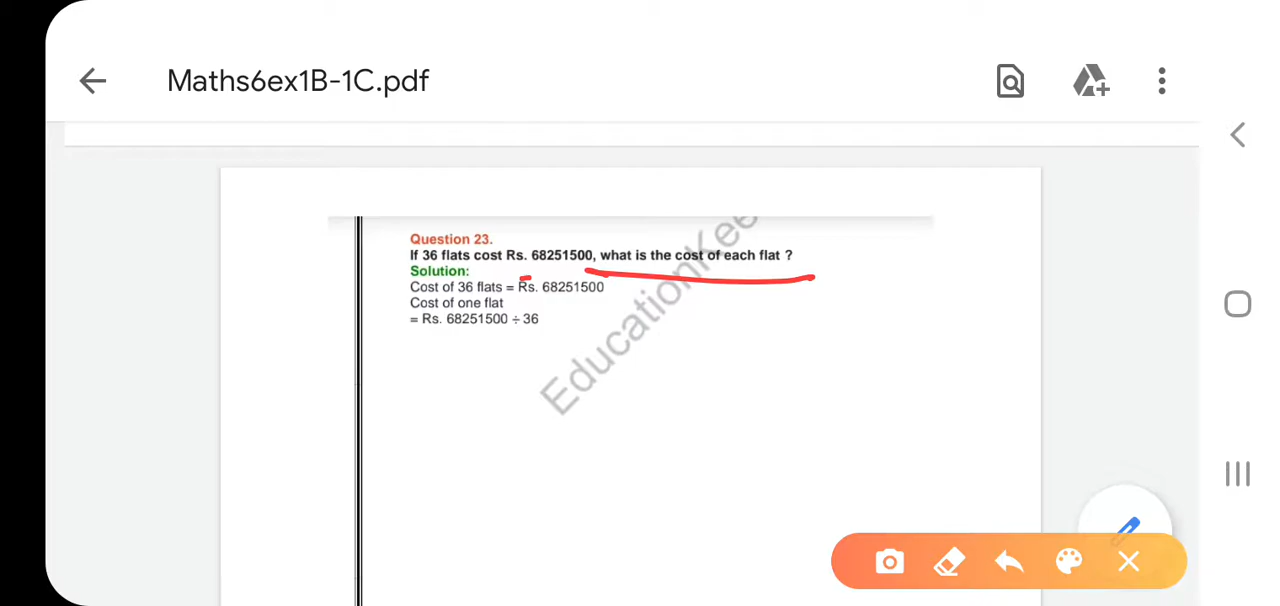 Maths6ex1B-1C.pdf
Question 23.
If 36 flats cost Rs. 68251500, what is the cost of each flat ?
Solution:
Cost of 36 flats = Rs. 68251500
Cost of one flat
= Rs. 68251500 ÷ 36
EducationKee